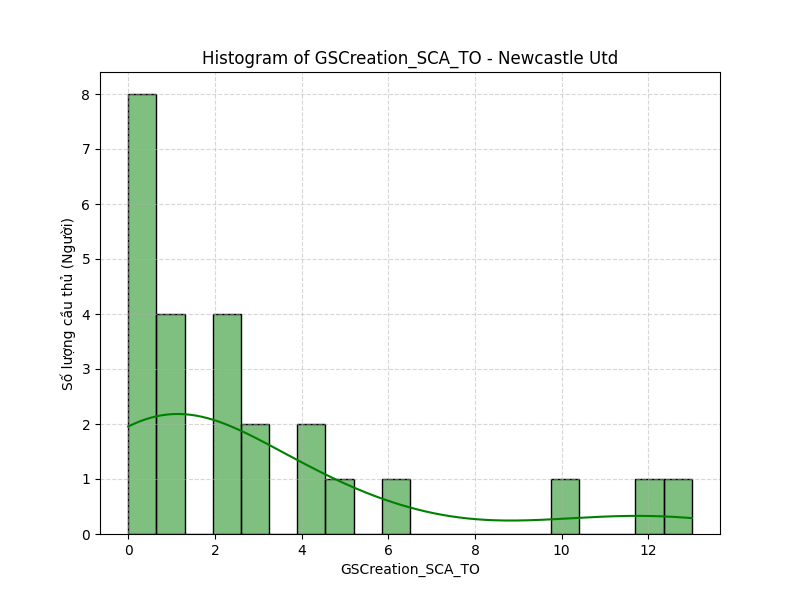 Histogram of GSCreation_SCA_TO - Newcastle Utd
Số lượng cầu thủ (Người)
8
7
6
5
4
3
2
1
0
0 2 4 6 8 10 12
GSCreation_SCA_TO